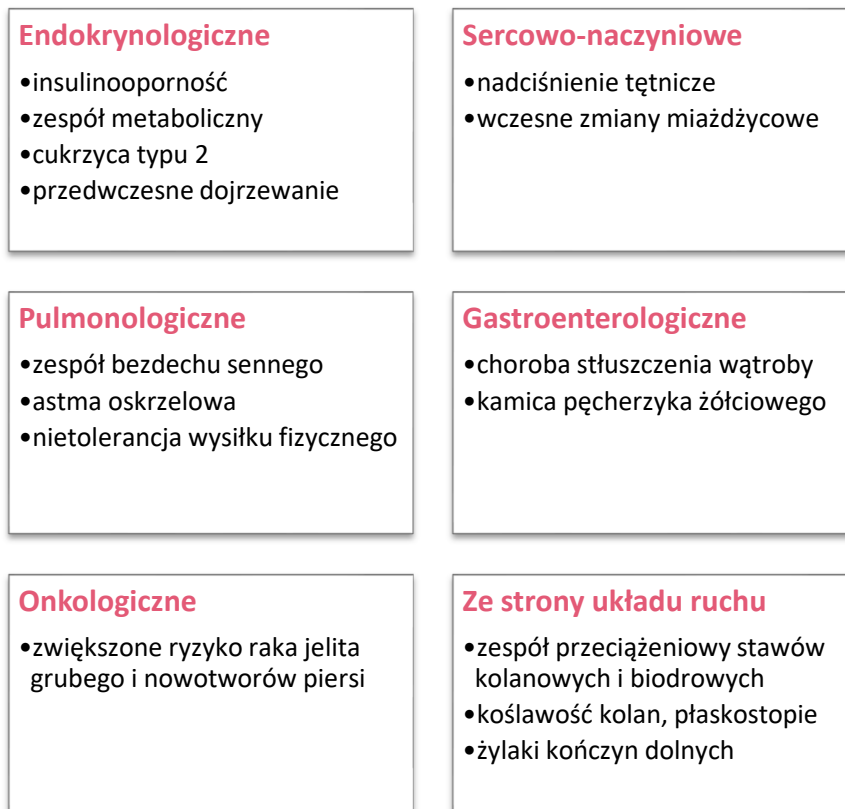 Endokrynologiczne
•insulinooporność
•zespół metaboliczny
•cukrzyca typu 2
•przedwczesne dojrzewanie
Sercowo-naczyniowe
•nadciśnienie tętnicze
•wczesne zmiany miażdżycowe
Pulmonologiczne
•zespół bezdechu sennego
•astma oskrzelowa
•nietolerancja wysiłku fizycznego
Gastroenterologiczne
•choroba stłuszczenia wątroby
•kamica pęcherzyka żółciowego
Onkologiczne
•zwiększone ryzyko raka jelita
grubego i nowotworów piersi
Ze strony układu ruchu
•zespół przeciążeniowy stawów
kolanowych i biodrowych
•koślawość kolan, płaskostopie
•żylaki kończyn dolnych